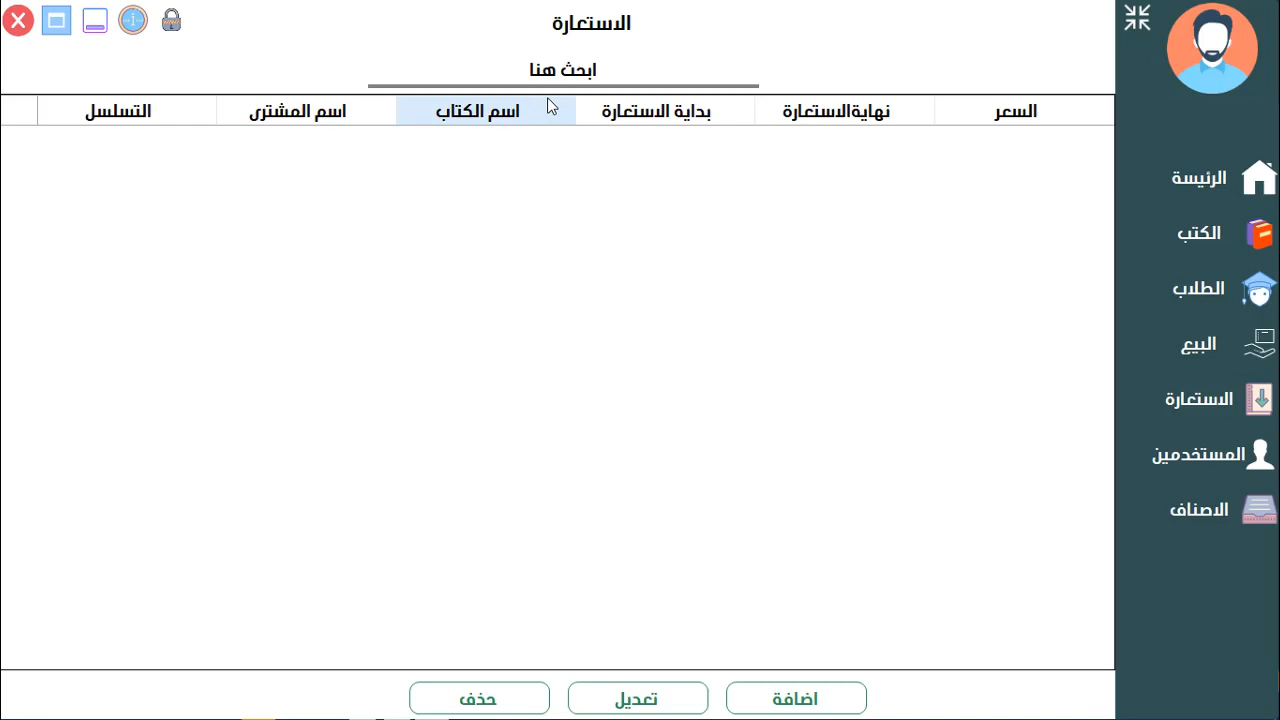 الاستعارة
ابحث هنا
التسلسل
اسم المشترى
اسم الكتاب
بداية الاستعارة
نهايةالاستعارة
السعر
الرئيسة
الكتب
الطلاب
البيع
الاستعارة
المستخدمين
الاصناف
اضافة
تعديل
حذف